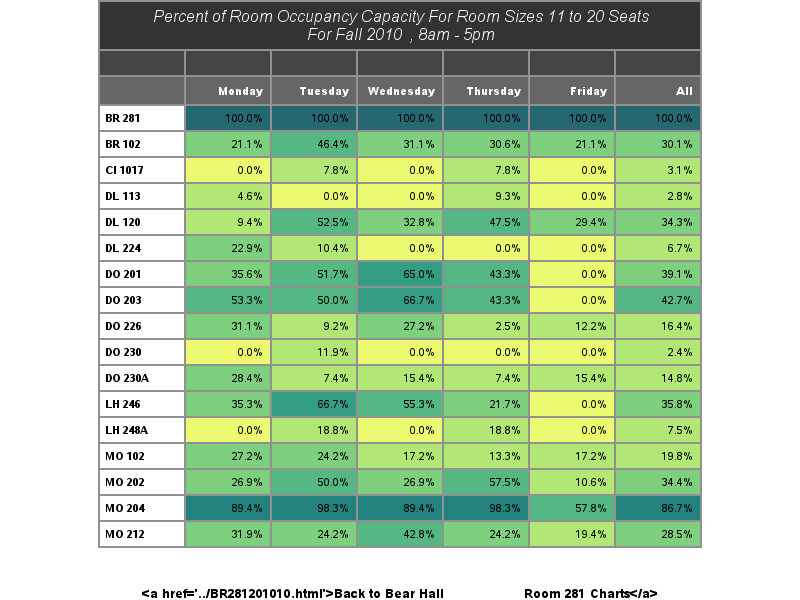 Percent of Room Occupancy Capacity For Room Sizes 11 to 20 Seats
For Fall 2010 , 8am - 5pm
Monday Tuesday Wednesday Thursday Friday All
BR 281 100.0% 100.0% 100.0% 100.0% 100.0% 100.0%
BR 102 21.1% 46.4% 31.1% 30.6% 21.1% 30.1%
CI 1017 0.0% 7.8% 0.0% 7.8% 0.0% 3.1%
DL 113 4.6% 0.0% 0.0% 9.3% 0.0% 2.8%
DL 120 9.4% 52.5% 32.8% 47.5% 29.4% 34.3%
DL 224 22.9% 10.4% 0.0% 0.0% 0.0% 6.7%
DO 201 35.6% 51.7% 65.0% 43.3% 0.0% 39.1%
DO 203 53.3% 50.0% 66.7% 43.3% 0.0% 42.7%
DO 226 31.1% 9.2% 27.2% 2.5% 12.2% 16.4%
DO 230 0.0% 11.9% 0.0% 0.0% 0.0% 2.4%
DO 230A 28.4% 7.4% 15.4% 7.4% 15.4% 14.8%
LH 246 35.3% 66.7% 55.3% 21.7% 0.0% 35.8%
LH 248A 0.0% 18.8% 0.0% 18.8% 0.0% 7.5%
MO 102 27.2% 24.2% 17.2% 13.3% 17.2% 19.8%
MO 202 26.9% 50.0% 26.9% 57.5% 10.6% 34.4%
MO 204 89.4% 98.3% 89.4% 98.3% 57.8% 86.7%
MO 212 31.9% 24.2% 42.8% 24.2% 19.4% 28.5%
<a href='../BR281201010.html'>Back to Bear Hall Room 281 Charts</a>